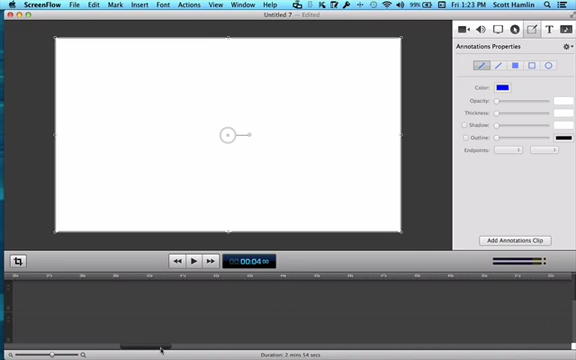 ScreenFlow File Edit Mark Insert Font Actions View Window Help 99% Fri 1:23 PM Scott Hamlin
Untitled 7 — Edited
Annotations Properties
Color:
Opacity:
Thickness:
Shadow:
Outline:
Endpoints:
Add Annotations Clip
00:00:04
Duration: 2 mins 54 secs